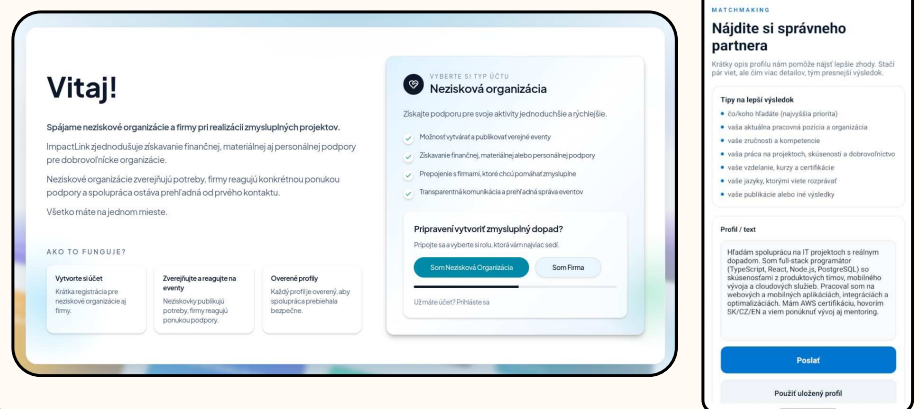 Vitaj!
Spájame neziskové organizácie a firmy pri realizácii zmysluplných projektov.
ImpactLink zjednodušuje získavanie finančnej, materiálnej aj personálnej podpory
pre dobrovoľnícke organizácie.
Neziskové organizácie zverejňujú potreby, firmy reagujú konkrétnou ponukou
podpory a spolupráca ostáva prehľadná od prvého kontaktu.
Všetko máte na jednom mieste.
AKO TO FUNGUJE?
Vytvorte si účet
Krátka registrácia pre
neziskové organizácie aj
firmy.
Zverejňujte a reagujte na
eventy
Neziskovky publikujú
potreby, firmy reagujú
ponukou podpory.
Overené profily
Každý profil je overený, aby
spolupráca prebiehala
bezpečne.
VYBERTE SI TYP ÚČTU
Nezisková organizácia
Získajte podporu pre svoje aktivity jednoduchšie a rýchlejšie.
Možnosť vytvárať a publikovať verejné eventy
Získavanie finančnej, materiálnej alebo personálnej podpory
Prepojenie s firmami, ktoré chcú pomáhať zmysluplne
Transparentná komunikácia a prehľadná správa eventov
Pripravení vytvoriť zmysluplný dopad?
Pripojte sa a vyberte si rolu, ktorá vám najviac sedí.
Som Nezisková Organizácia
Som Firma
Už máte účet? Prihláste sa
MATCHMAKING
Nájdite si správneho
partnera
Krátky opis profilu nám pomôže nájsť lepšie zhody. Stačí
pár viet, ale čím viac detailov, tým presnejší výsledok.
Tipy na lepší výsledok
čo/koho hľadáte (najvyššia priorita)
vaša aktuálna pracovná pozícia a organizácia
vaše zručnosti a kompetencie
vaša práca na projektoch, skúsenosti a dobrovoľníctvo
vaše vzdelanie, kurzy a certifikácie
vaše jazyky, ktorými viete rozprávať
vaše publikácie alebo iné výsledky
Profil / text
Hľadám spoluprácu na IT projektoch s reálnym
dopadom. Som full-stack programátor
(TypeScript, React, Node.js, PostgreSQL) so
skúsenosťami z produktových tímov, mobilného
vývoja a cloudových služieb. Pracoval som na
webových a mobilných aplikáciách, integráciách a
optimalizáciách. Mám AWS certifikáciu, hovorím
SK/CZ/EN a viem ponúknuť vývoj aj mentoring.
Poslať
Použiť uložený profil